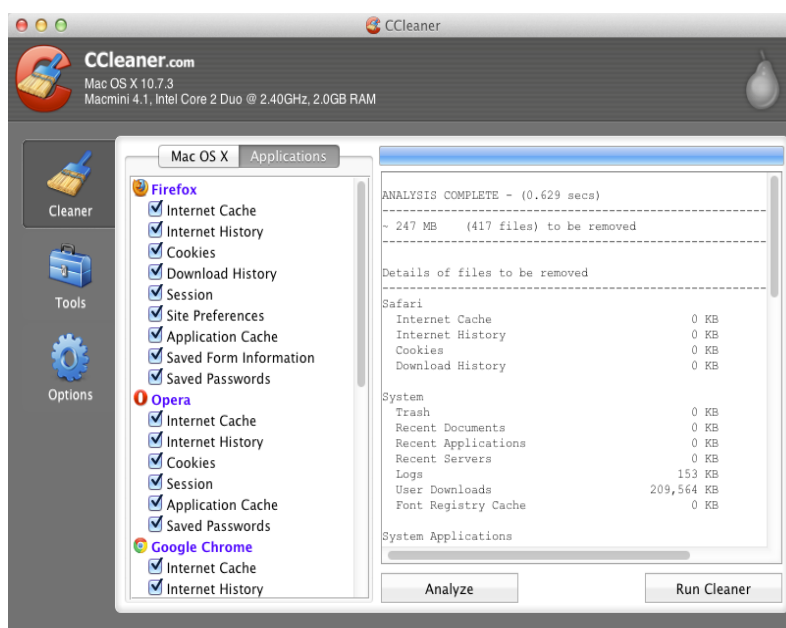 CCleaner
CCleaner.com
Mac OS X 10.7.3
Macmini 4.1, Intel Core 2 Duo @ 2.40GHz, 2.0GB RAM
Cleaner
Tools
Options
Mac OS X Applications
Firefox
Internet Cache
Internet History
Cookies
Download History
Session
Site Preferences
Application Cache
Saved Form Information
Saved Passwords
Opera
Internet Cache
Internet History
Cookies
Session
Application Cache
Saved Passwords
Google Chrome
Internet Cache
Internet History
ANALYSIS COMPLETE - (0.629 secs)
~ 247 MB (417 files) to be removed
Details of files to be removed
Safari
Internet Cache 0 KB
Internet History 0 KB
Cookies 0 KB
Download History 0 KB
System
Trash 0 KB
Recent Documents 0 KB
Recent Applications 0 KB
Recent Servers 0 KB
Logs 153 KB
User Downloads 209,564 KB
Font Registry Cache 0 KB
System Applications
Analyze Run Cleaner